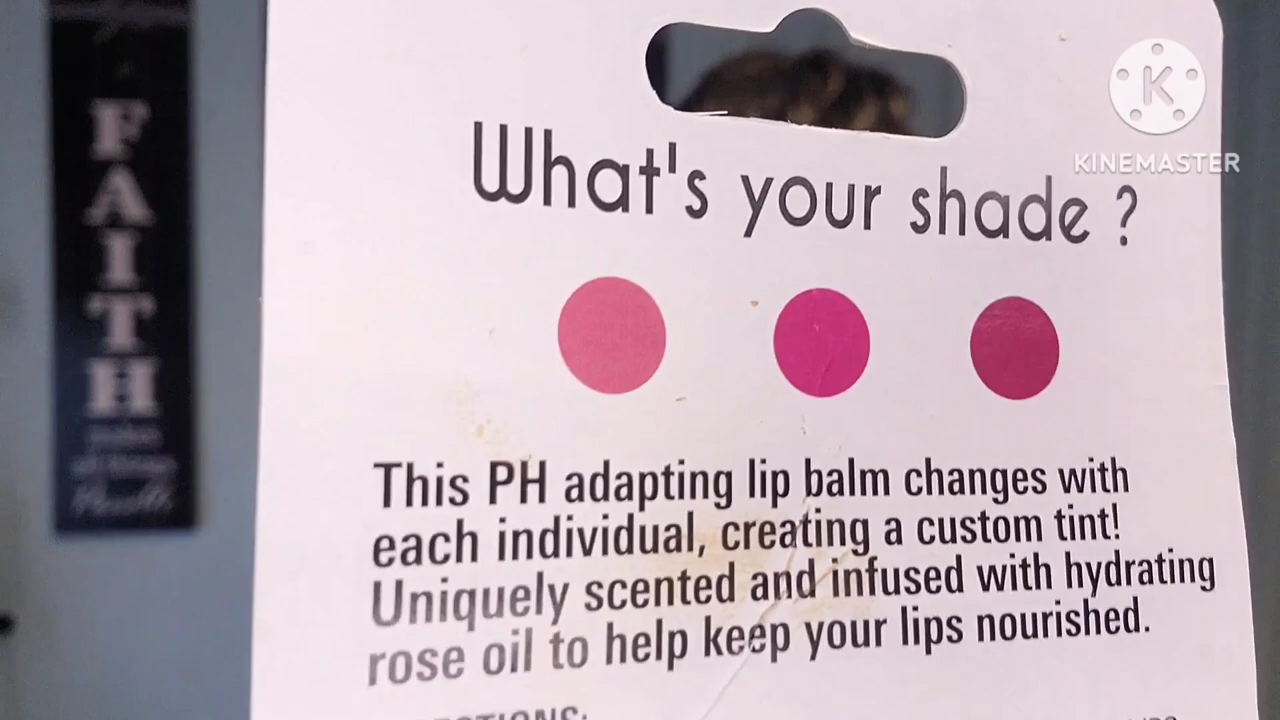 FAITH
KINEMASTER
What's your shade ?
This PH adapting lip balm changes with
each individual, creating a custom tint!
Uniquely scented and infused with hydrating
rose oil to help keep your lips nourished.